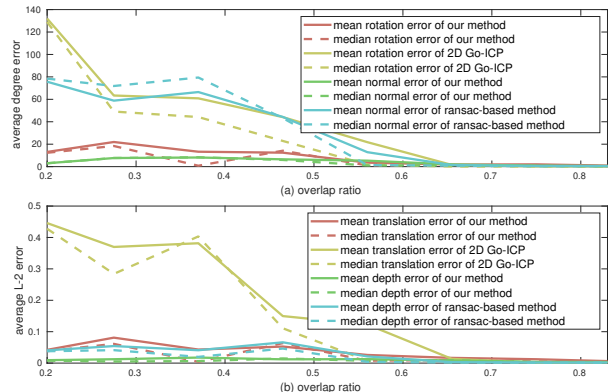 140
120
100
80
60
40
20
0
average degree error
mean rotation error of our method
median rotation error of our method
mean rotation error of 2D Go-ICP
median rotation error of 2D Go-ICP
mean normal error of our method
median normal error of our method
mean normal error of ransac-based method
median normal error of ransac-based method
0.2 0.3 0.4 0.5 0.6 0.7 0.8
(a) overlap ratio
0.5
0.4
0.3
0.2
0.1
0
average L-2 error
mean translation error of our method
median translation error of our method
mean translation error of 2D Go-ICP
median translation error of 2D Go-ICP
mean depth error of our method
median depth error of our method
mean depth error of ransac-based method
median depth error of ransac-based method
0.2 0.3 0.4 0.5 0.6 0.7 0.8
(b) overlap ratio